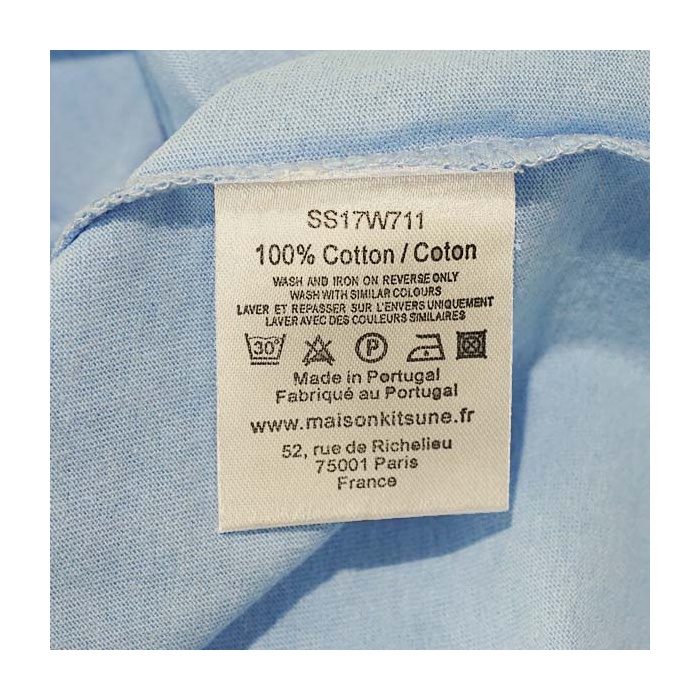 SS17W711
100% Cotton / Coton
WASH AND IRON ON REVERSE ONLY
WASH WITH SIMILAR COLOURS
LAVER ET REPASSER SUR L'ENVERS UNIQUEMENT
LAVER AVEC DES COULEURS SIMILAIRES
30° P
Made in Portugal
Fabriqué au Portugal
www.maisonkitsune.fr
52, rue de Richelieu
75001 Paris
France